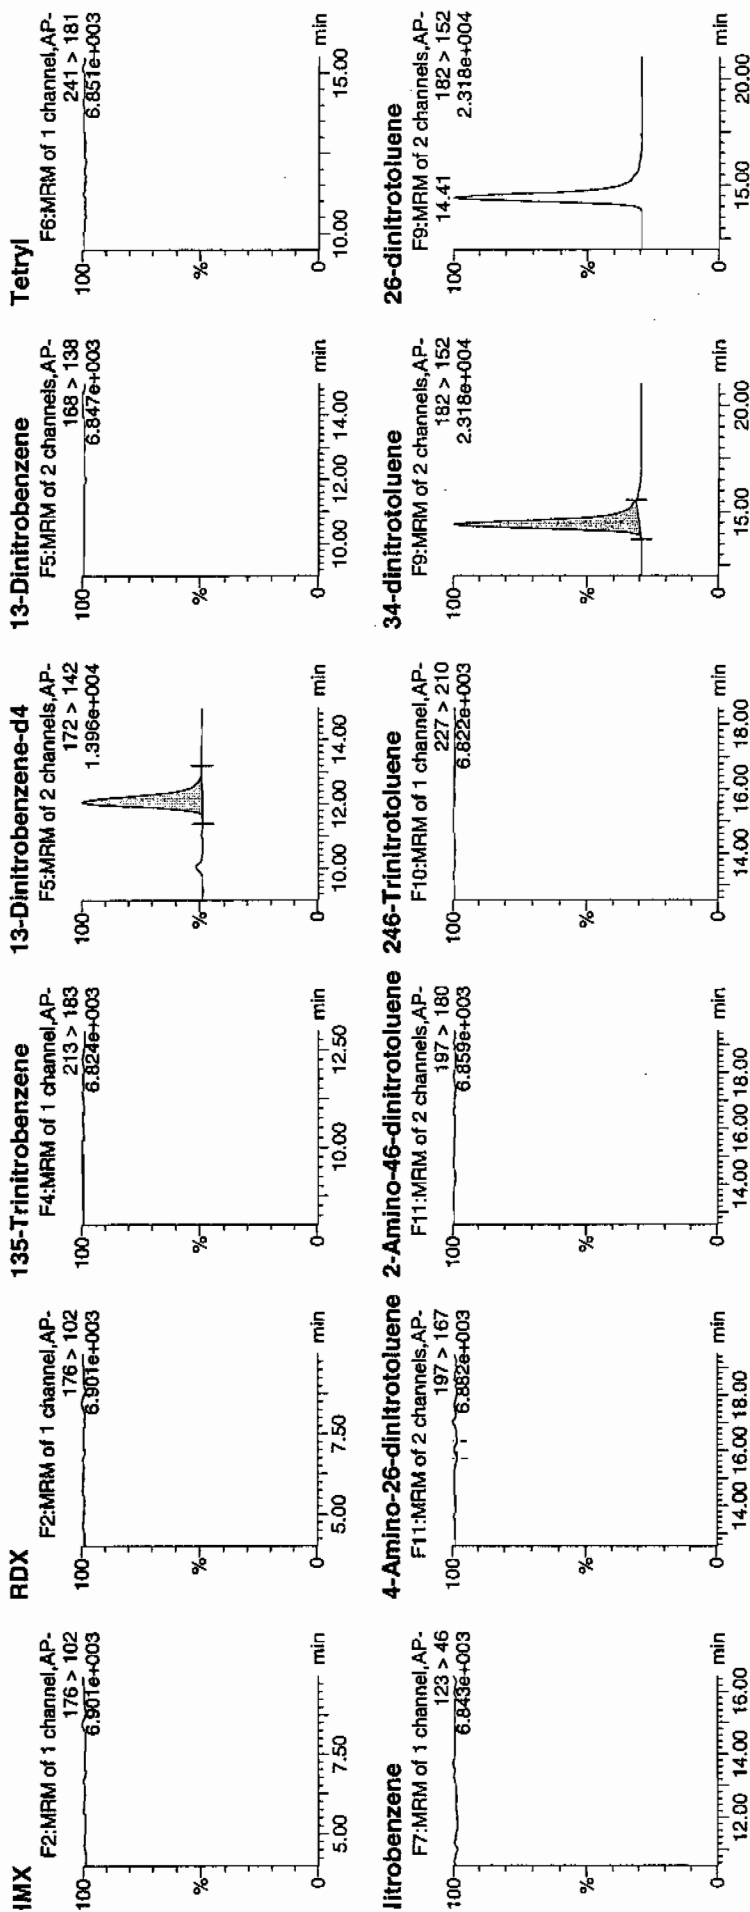 HMX
F2:MRM of 1 channel,AP-
176 > 102
6.901e+003
100
%
0
5.00 7.50 min
RDX
F2:MRM of 1 channel,AP-
176 > 102
6.901e+003
100
%
0
5.00 7.50 min
135-Trinitrobenzene
F4:MRM of 1 channel,AP-
213 > 183
6.824e+003
100
%
0
10.00 12.50 min
13-Dinitrobenzene-d4
F5:MRM of 2 channels,AP-
172 > 142
1.396e+004
100
%
0
10.00 12.00 14.00 min
13-Dinitrobenzene
F5:MRM of 2 channels,AP-
168 > 138
6.847e+003
100
%
0
10.00 12.00 14.00 min
Tetryl
F6:MRM of 1 channel,AP-
241 > 181
6.851e+003
100
%
0
10.00 15.00 min
Nitrobenzene
F7:MRM of 1 channel,AP-
123 > 46
6.843e+003
100
%
0
12.00 14.00 16.00 min
4-Amino-26-dinitrotoluene
F11:MRM of 2 channels,AP-
197 > 167
6.882e+003
100
%
0
14.00 16.00 18.00 min
2-Amino-46-dinitrotoluene
F11:MRM of 2 channels,AP-
197 > 180
6.859e+003
100
%
0
14.00 16.00 18.00 min
246-Trinitrotoluene
F10:MRM of 1 channel,AP-
227 > 210
6.822e+003
100
%
0
14.00 16.00 18.00 min
34-dinitrotoluene
F9:MRM of 2 channels,AP-
182 > 152
2.318e+004
100
%
0
15.00 20.00 min
26-dinitrotoluene
F9:MRM of 2 channels,AP-
14.41 182 > 152
2.318e+004
100
%
0
15.00 20.00 min